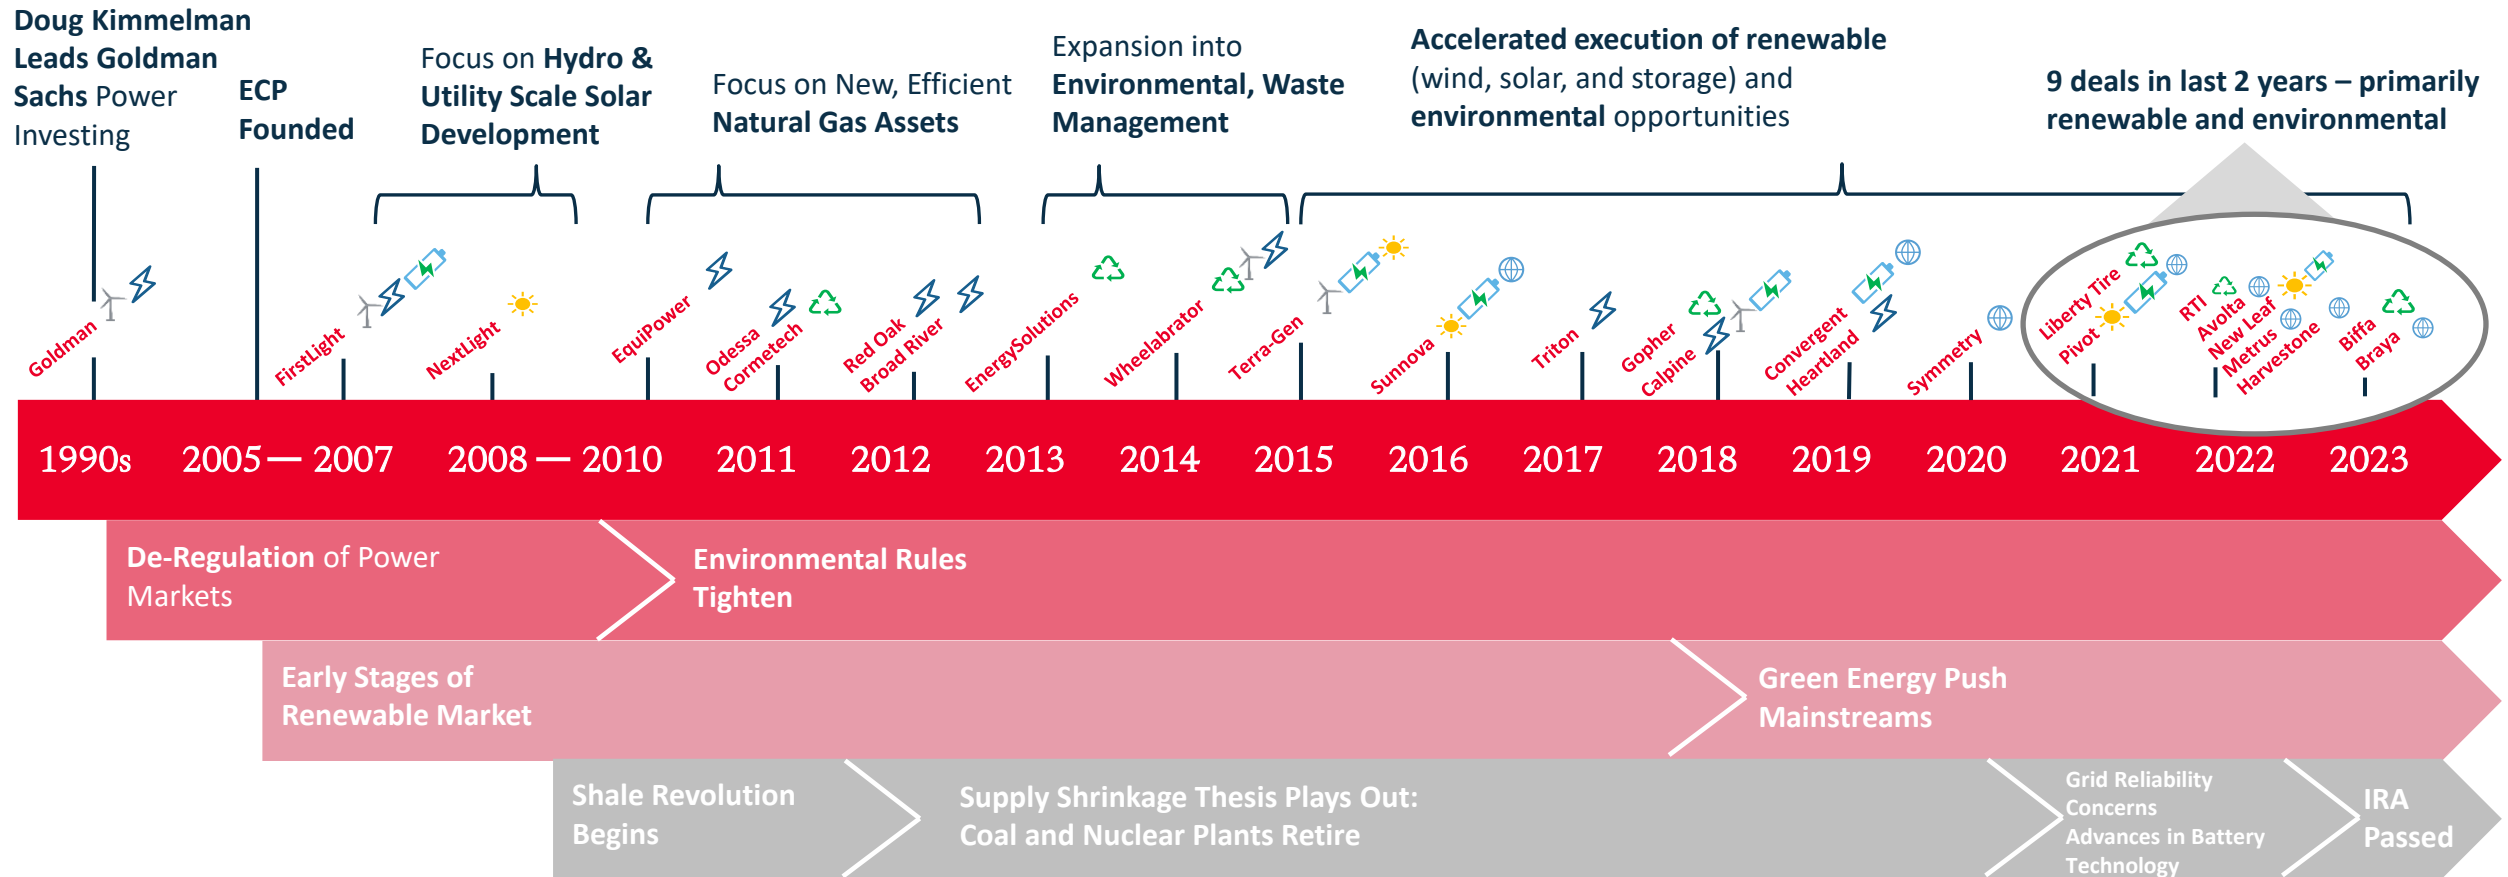 Doug Kimmelman
Leads Goldman
Sachs Power
Investing
ECP
Founded
Focus on Hydro &
Utility Scale Solar
Development
Focus on New, Efficient
Natural Gas Assets
Expansion into
Environmental, Waste
Management
Accelerated execution of renewable
(wind, solar, and storage) and
environmental opportunities
9 deals in last 2 years – primarily
renewable and environmental
Goldman
FirstLight
NextLight
EquiPower
Odessa
Cormetech
Red Oak
Broad River
EnergySolutions
Wheelabrator
Terra-Gen
Sunnova
Triton
Gopher
Calpine
Convergent
Heartland
Symmetry
Liberty Tire
Pivot
RTI
Avolta
New Leaf
Metrus
Harvestone
Biffa
Braya
1990s 2005 — 2007 2008 — 2010 2011 2012 2013 2014 2015 2016 2017 2018 2019 2020 2021 2022 2023
De-Regulation of Power
Markets
Environmental Rules
Tighten
Early Stages of
Renewable Market
Green Energy Push
Mainstreams
Shale Revolution
Begins
Supply Shrinkage Thesis Plays Out:
Coal and Nuclear Plants Retire
Grid Reliability
Concerns
Advances in Battery
Technology
IRA
Passed